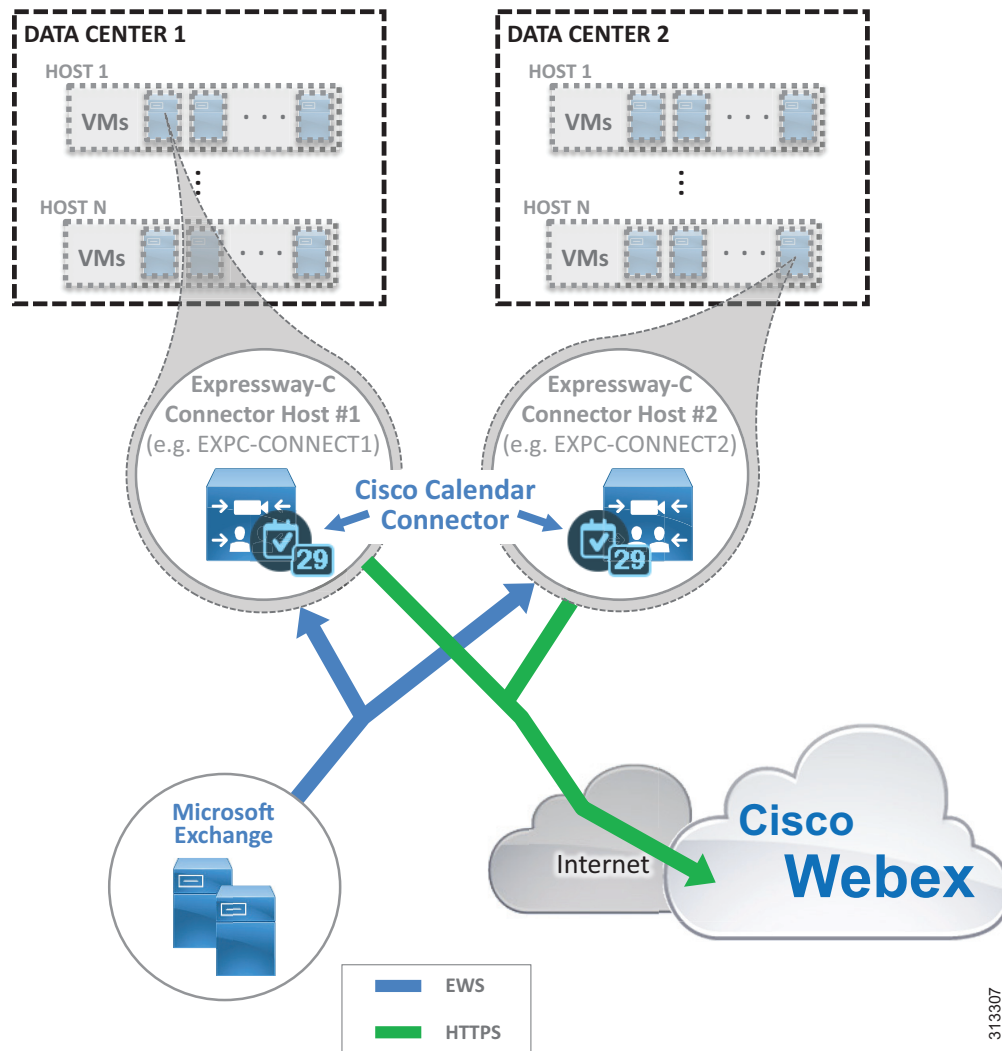 DATA CENTER 1
HOST 1
VMs
HOST N
VMs
DATA CENTER 2
HOST 1
VMs
HOST N
VMs
Expressway-C
Connector Host #1
(e.g. EXPC-CONNECT1)
Expressway-C
Connector Host #2
(e.g. EXPC-CONNECT2)
Cisco Calendar
Connector
29
29
Microsoft
Exchange
Internet
Cisco
Webex
EWS
HTTPS
313307